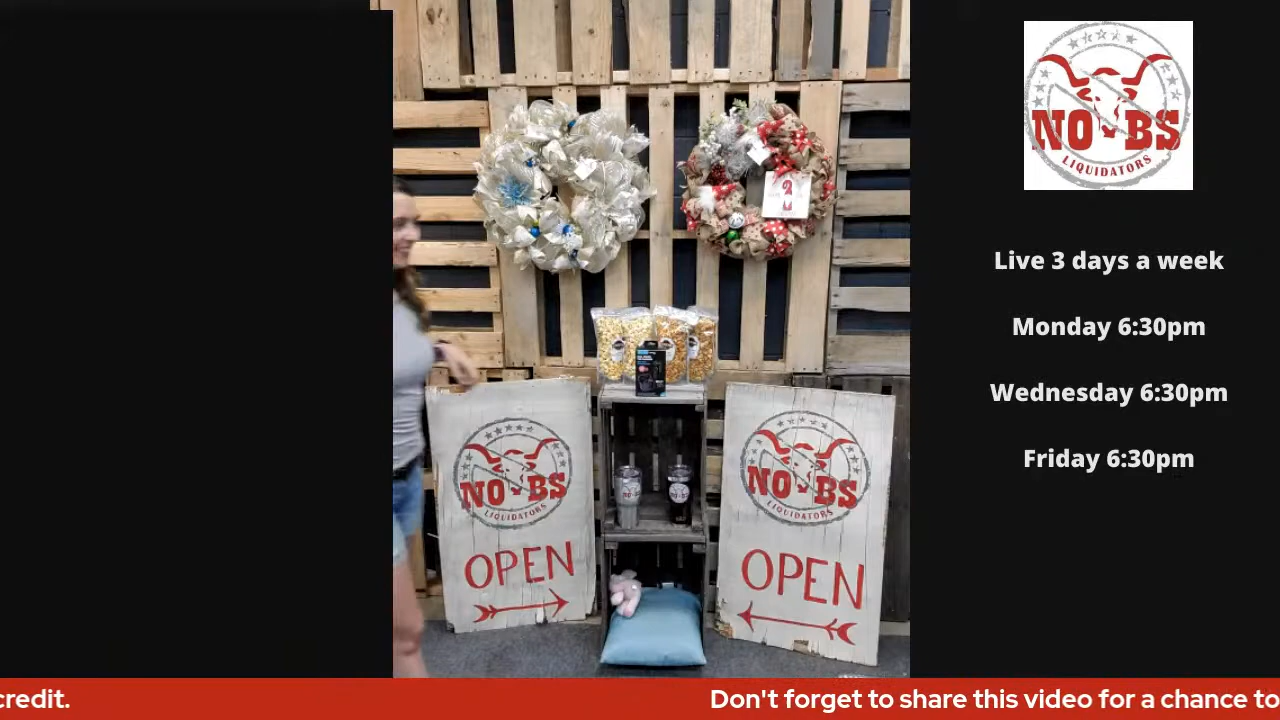 NO BS
LIQUIDATORS
Live 3 days a week
Monday 6:30pm
Wednesday 6:30pm
Friday 6:30pm
2
NO BS
LIQUIDATORS
OPEN
NO BS
LIQUIDATORS
OPEN
credit.
Don't forget to share this video for a chance to